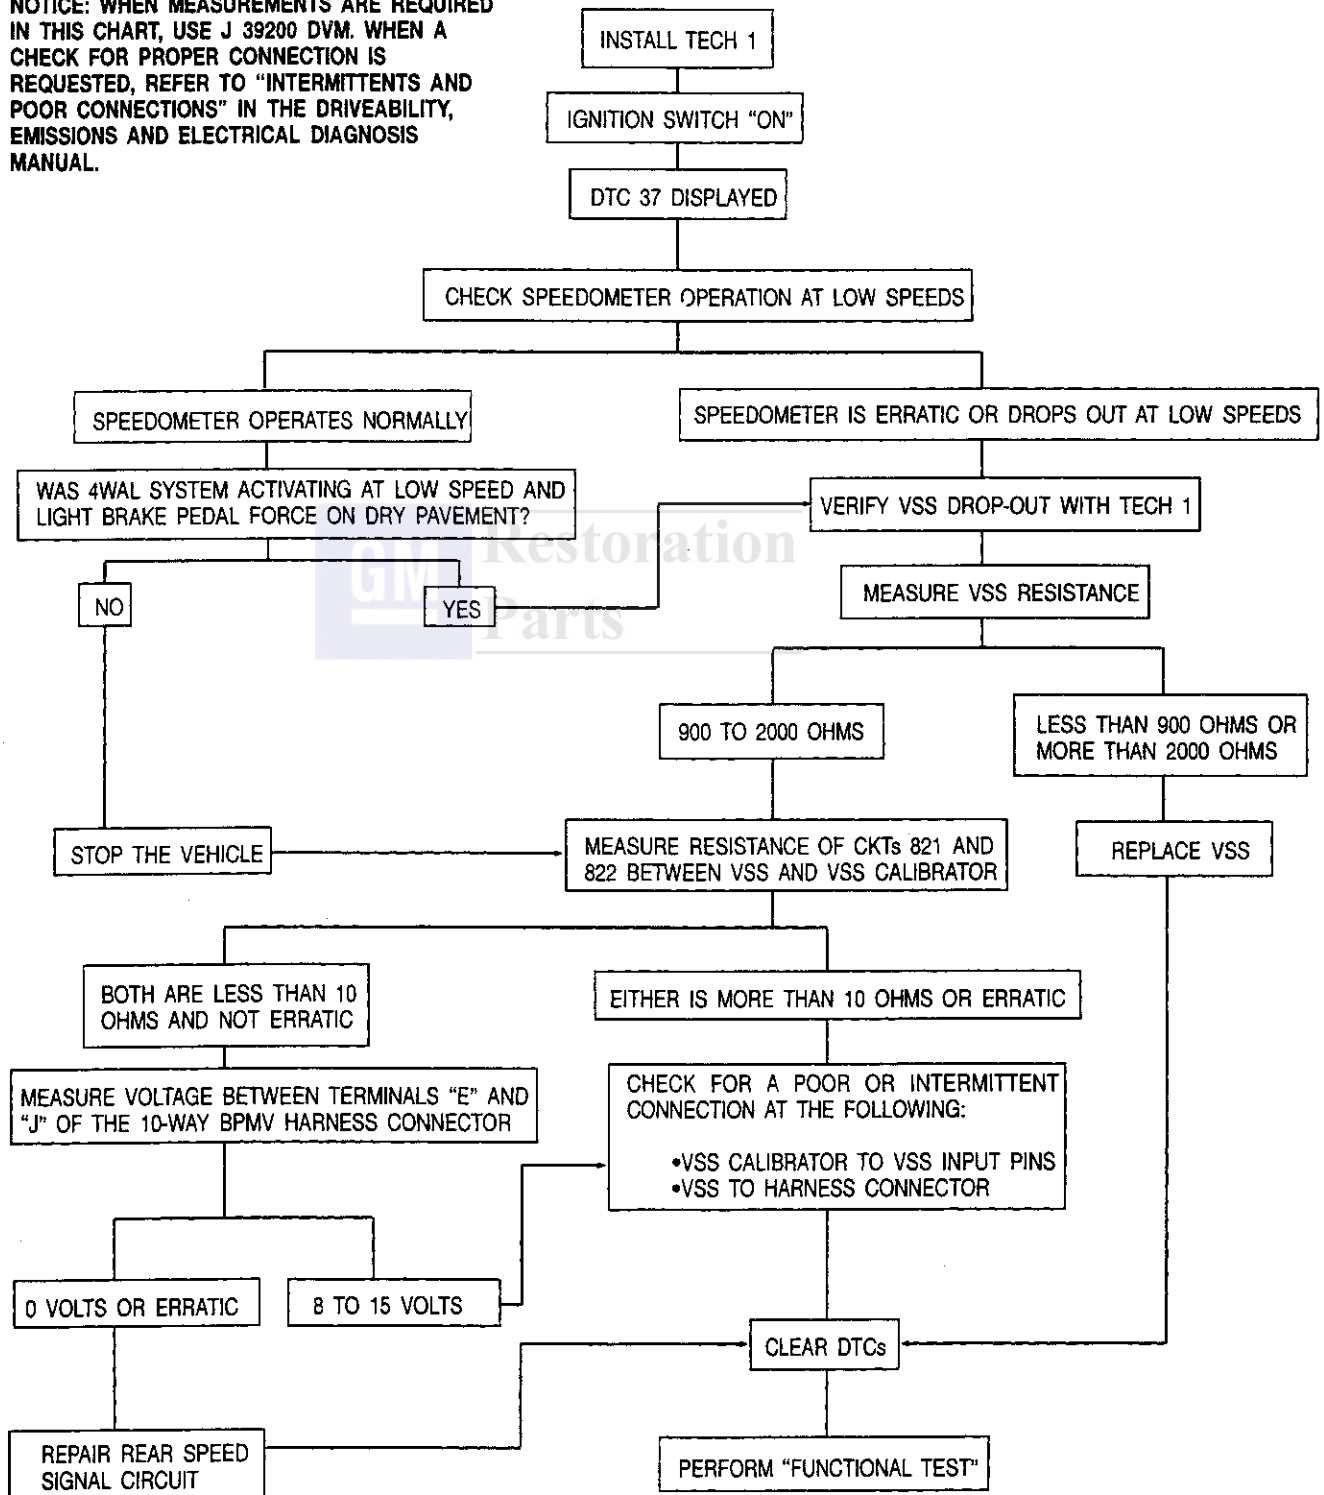 NOTICE: WHEN MEASUREMENTS ARE REQUIRED
IN THIS CHART, USE J 39200 DVM. WHEN A
CHECK FOR PROPER CONNECTION IS
REQUESTED, REFER TO “INTERMITTENTS AND
POOR CONNECTIONS” IN THE DRIVEABILITY,
EMISSIONS AND ELECTRICAL DIAGNOSIS
MANUAL.
INSTALL TECH 1
IGNITION SWITCH “ON”
DTC 37 DISPLAYED
CHECK SPEEDOMETER OPERATION AT LOW SPEEDS
SPEEDOMETER OPERATES NORMALLY
SPEEDOMETER IS ERRATIC OR DROPS OUT AT LOW SPEEDS
WAS 4WAL SYSTEM ACTIVATING AT LOW SPEED AND
LIGHT BRAKE PEDAL FORCE ON DRY PAVEMENT?
VERIFY VSS DROP-OUT WITH TECH 1
GM Restoration
Parts
NO
YES
MEASURE VSS RESISTANCE
900 TO 2000 OHMS
LESS THAN 900 OHMS OR
MORE THAN 2000 OHMS
STOP THE VEHICLE
MEASURE RESISTANCE OF CKTs 821 AND
822 BETWEEN VSS AND VSS CALIBRATOR
REPLACE VSS
BOTH ARE LESS THAN 10
OHMS AND NOT ERRATIC
EITHER IS MORE THAN 10 OHMS OR ERRATIC
MEASURE VOLTAGE BETWEEN TERMINALS “E” AND
“J” OF THE 10-WAY BPMV HARNESS CONNECTOR
CHECK FOR A POOR OR INTERMITTENT
CONNECTION AT THE FOLLOWING:
•VSS CALIBRATOR TO VSS INPUT PINS
•VSS TO HARNESS CONNECTOR
0 VOLTS OR ERRATIC
8 TO 15 VOLTS
CLEAR DTCs
REPAIR REAR SPEED
SIGNAL CIRCUIT
PERFORM “FUNCTIONAL TEST”